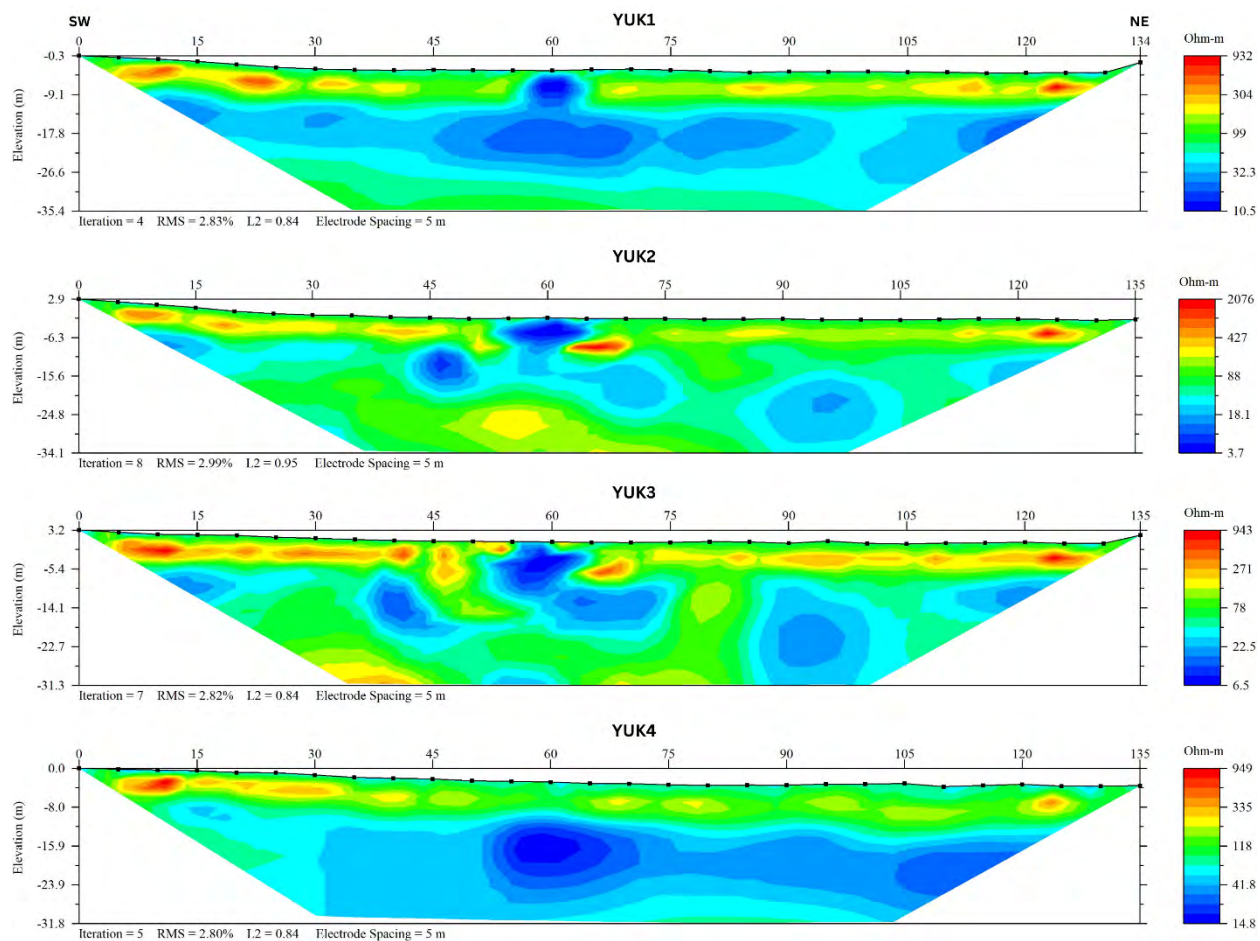 YUK1
SW NE
0 15 30 45 60 75 90 105 120 134
Elevation (m)
-0.3
-9.1
-17.8
-26.6
-35.4
Ohm-m
932
304
99
32.3
10.5
Iteration = 4 RMS = 2.83% L2 = 0.84 Electrode Spacing = 5 m
YUK2
0 15 30 45 60 75 90 105 120 135
Elevation (m)
2.9
-6.3
-15.6
-24.8
-34.1
Ohm-m
2076
427
88
18.1
3.7
Iteration = 8 RMS = 2.99% L2 = 0.95 Electrode Spacing = 5 m
YUK3
0 15 30 45 60 75 90 105 120 135
Elevation (m)
3.2
-5.4
-14.1
-22.7
-31.3
Ohm-m
943
271
78
22.5
6.5
Iteration = 7 RMS = 2.82% L2 = 0.84 Electrode Spacing = 5 m
YUK4
0 15 30 45 60 75 90 105 120 135
Elevation (m)
0.0
-8.0
-15.9
-23.9
-31.8
Ohm-m
949
335
118
41.8
14.8
Iteration = 5 RMS = 2.80% L2 = 0.84 Electrode Spacing = 5 m